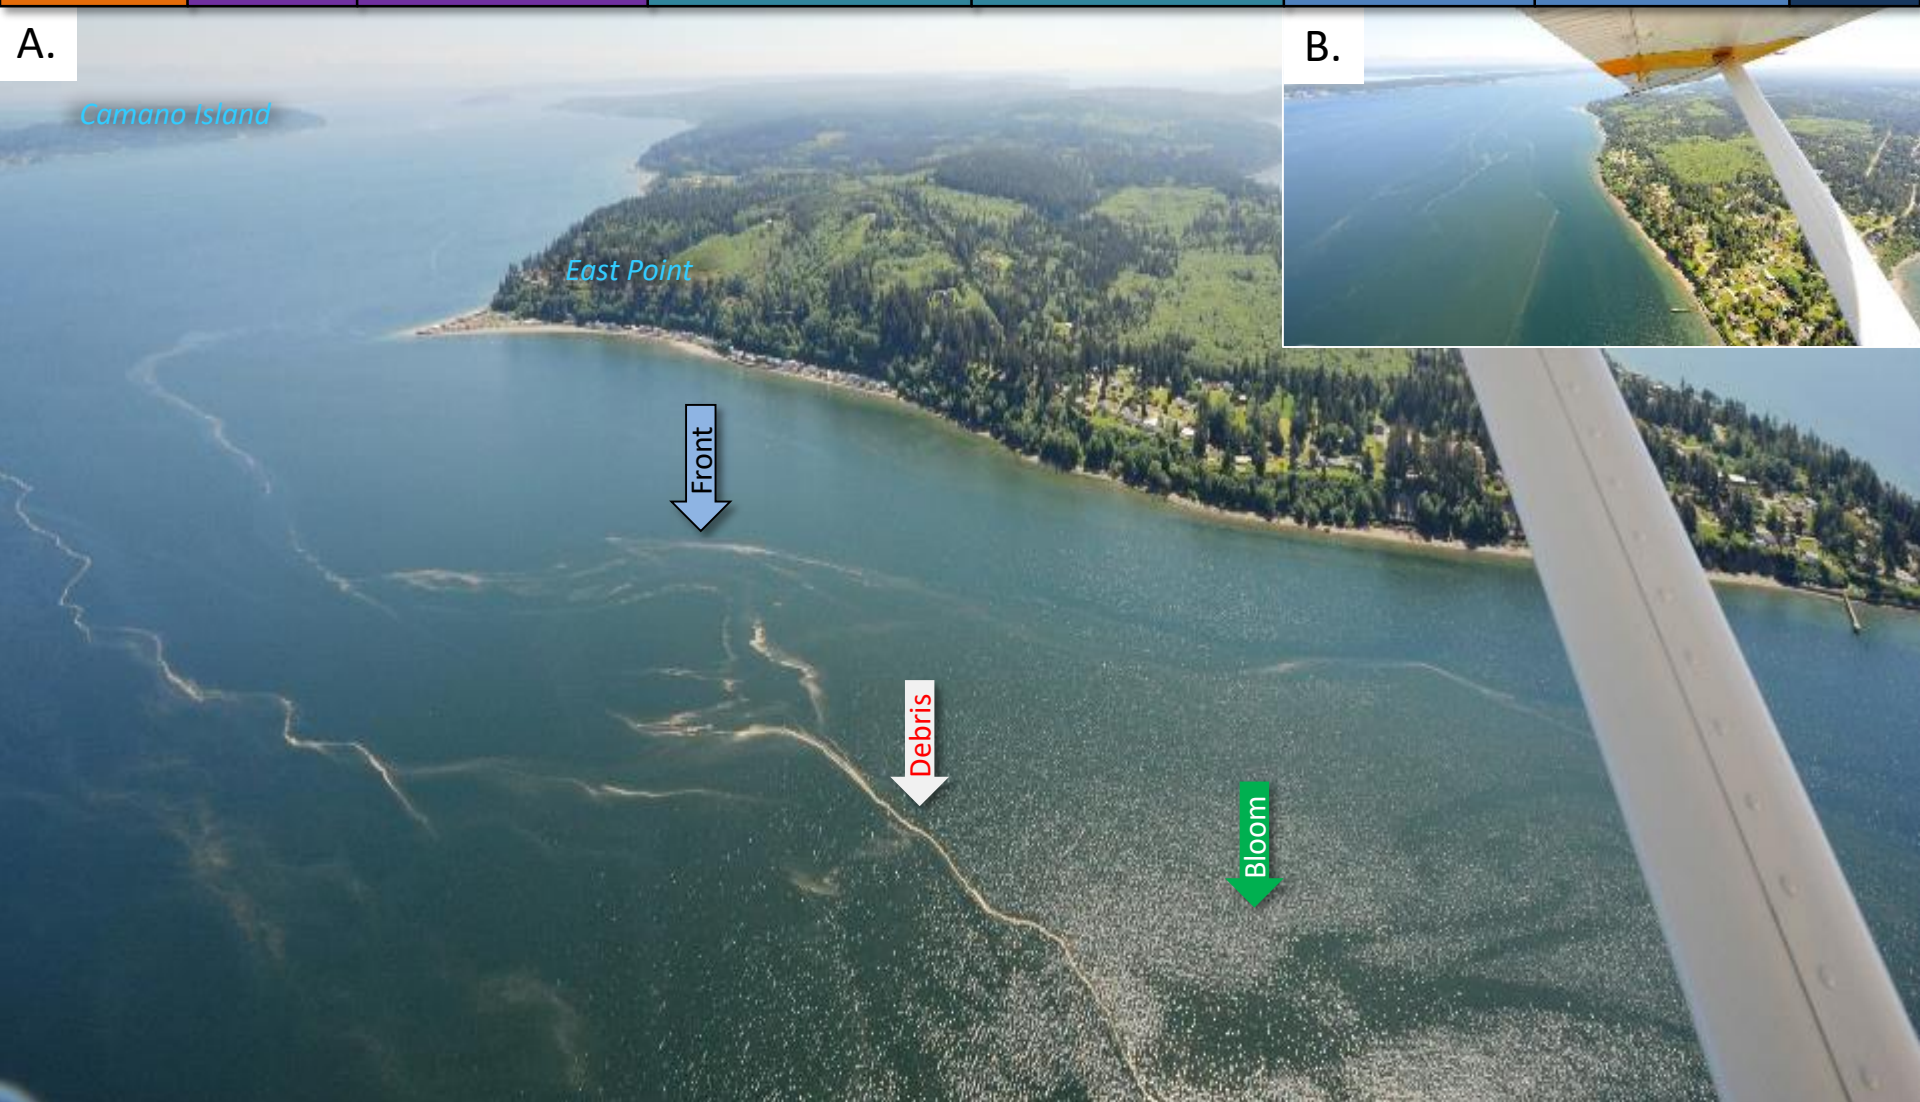 A.
B.
Camano Island
East Point
Front
Debris
Bloom